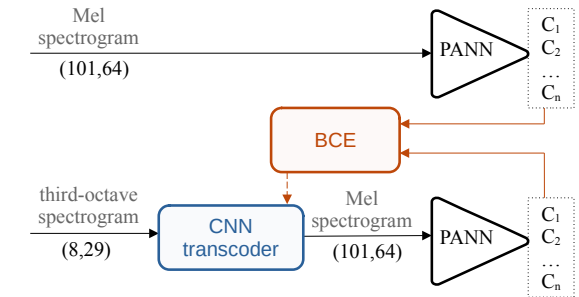 Mel
spectrogram
(101,64)
PANN
C1
C2
...
Cn
BCE
third-octave
spectrogram
(8,29)
CNN
transcoder
Mel
spectrogram
(101,64)
PANN
C1
C2
...
Cn